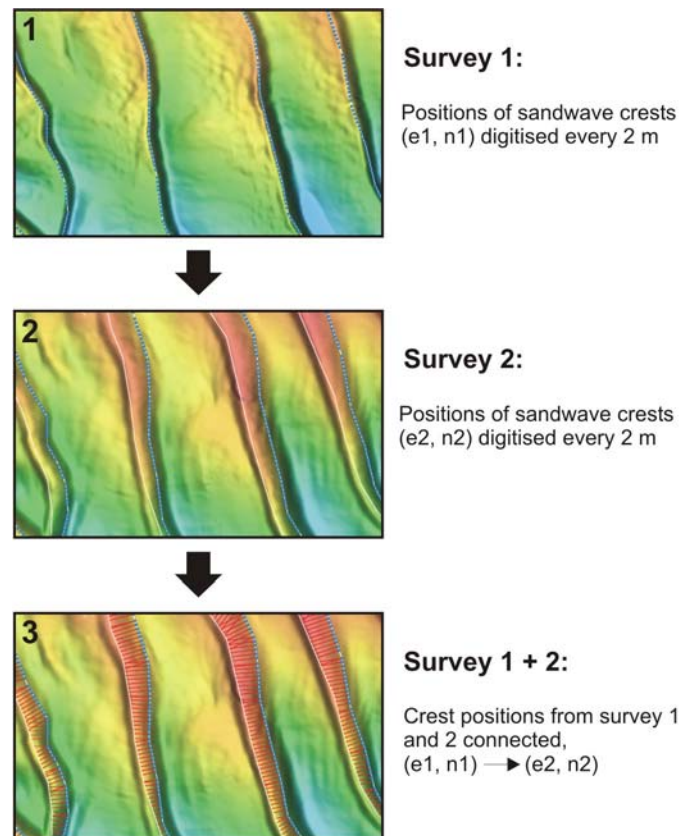 1
Survey 1:
Positions of sandwave crests
(e1, n1) digitised every 2 m
2
Survey 2:
Positions of sandwave crests
(e2, n2) digitised every 2 m
3
Survey 1 + 2:
Crest positions from survey 1
and 2 connected,
(e1, n1) → (e2, n2)